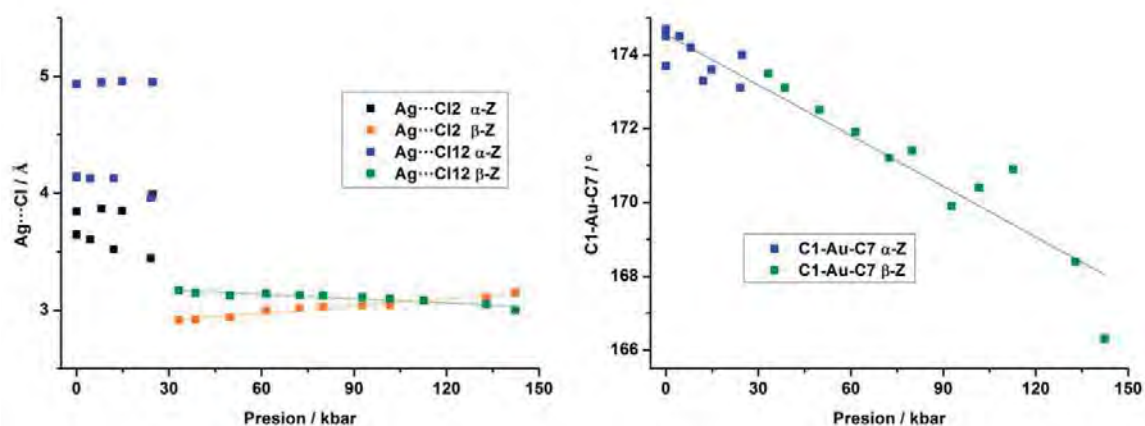 5
4
3
Ag···Cl / Å
Ag···Cl2 α-Z
Ag···Cl2 β-Z
Ag···Cl12 α-Z
Ag···Cl12 β-Z
0 30 60 90 120 150
Presion / kbar
174
172
170
168
166
C1-Au-C7 / °
C1-Au-C7 α-Z
C1-Au-C7 β-Z
0 30 60 90 120 150
Presion / kbar